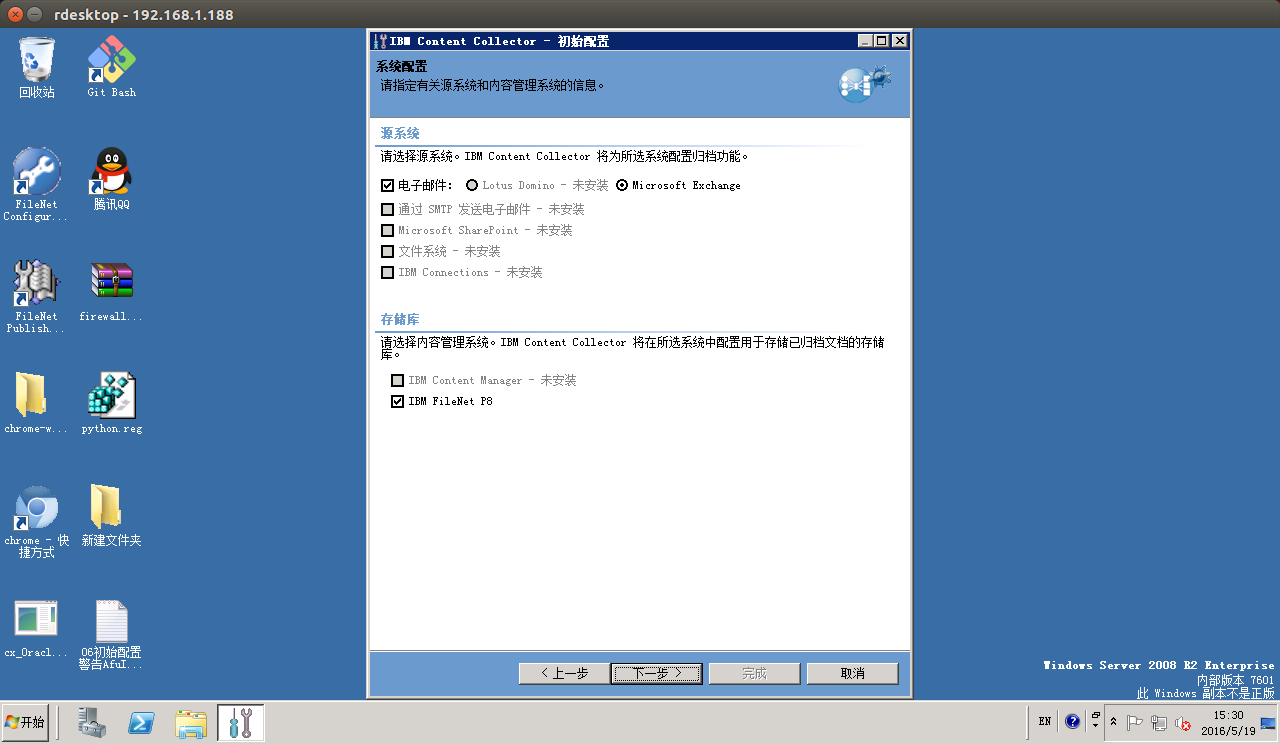 rdesktop - 192.168.1.188
回收站
Git Bash
FileNet
Configur...
腾讯QQ
FileNet
Publish...
firewall...
chrome-w...
python.reg
chrome - 快
捷方式
新建文件夹
cx_Oracl...
06初始配置
警告AfuI...
IBM Content Collector - 初始配置
系统配置
请指定有关源系统和内容管理系统的信息。
源系统
请选择源系统。IBM Content Collector 将为所选系统配置归档功能。
电子邮件: Lotus Domino - 未安装 Microsoft Exchange
通过 SMTP 发送电子邮件 - 未安装
Microsoft SharePoint - 未安装
文件系统 - 未安装
IBM Connections - 未安装
存储库
请选择内容管理系统。IBM Content Collector 将在所选系统中配置用于存储已归档文档的存储
库。
IBM Content Manager - 未安装
IBM FileNet P8
< 上一步 下一步 > 完成 取消
Windows Server 2008 R2 Enterprise
内部版本 7601
此 Windows 副本不是正版
开始
EN
15:30
2016/5/19